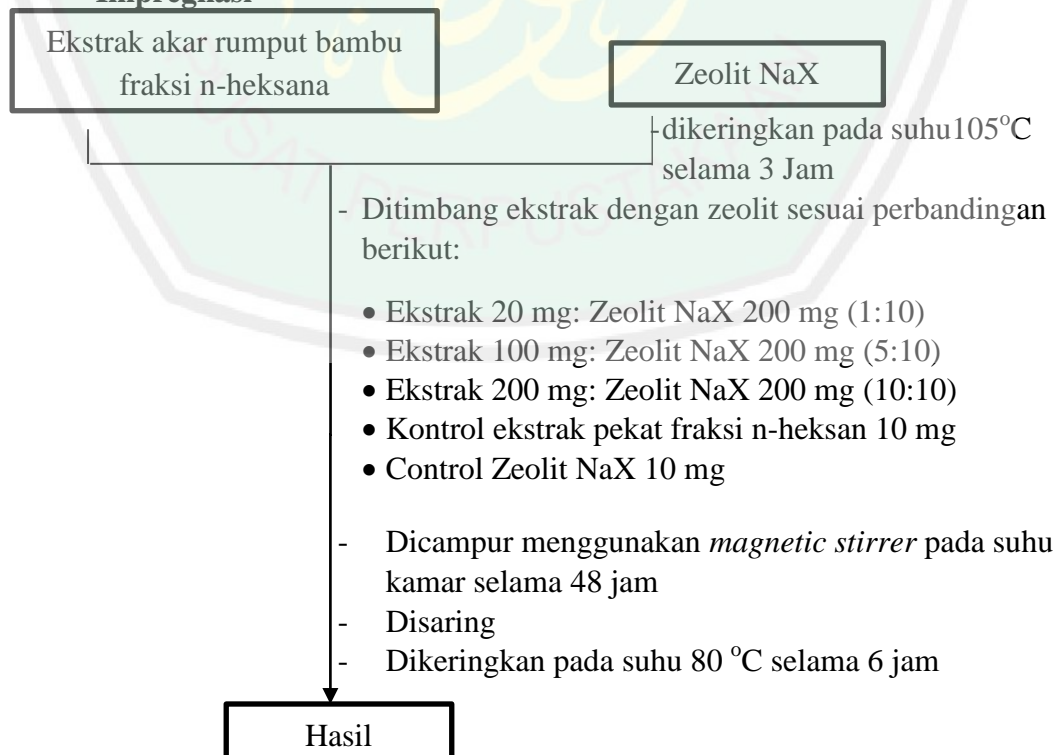 Impregnasi
Ekstrak akar rumput bambu
fraksi n-heksana
Zeolit NaX
-dikeringkan pada suhu105°C
selama 3 Jam
- Ditimbang ekstrak dengan zeolit sesuai perbandingan
berikut:
• Ekstrak 20 mg: Zeolit NaX 200 mg (1:10)
• Ekstrak 100 mg: Zeolit NaX 200 mg (5:10)
• Ekstrak 200 mg: Zeolit NaX 200 mg (10:10)
• Kontrol ekstrak pekat fraksi n-heksan 10 mg
• Control Zeolit NaX 10 mg
- Dicampur menggunakan magnetic stirrer pada suhu
kamar selama 48 jam
- Disaring
- Dikeringkan pada suhu 80 °C selama 6 jam
Hasil
PUSAT PERPUSTAKAAN